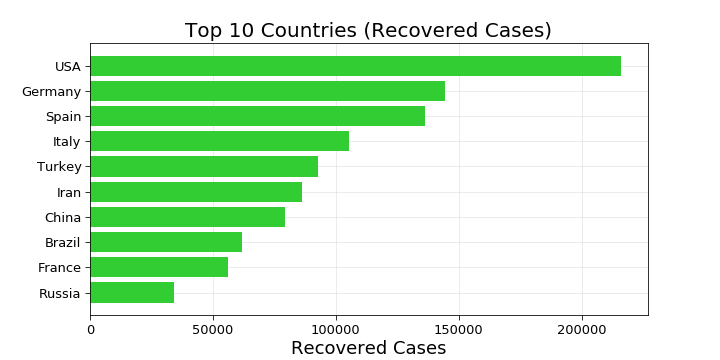 Top 10 Countries (Recovered Cases)
USA
Germany
Spain
Italy
Turkey
Iran
China
Brazil
France
Russia
0 50000 100000 150000 200000
Recovered Cases